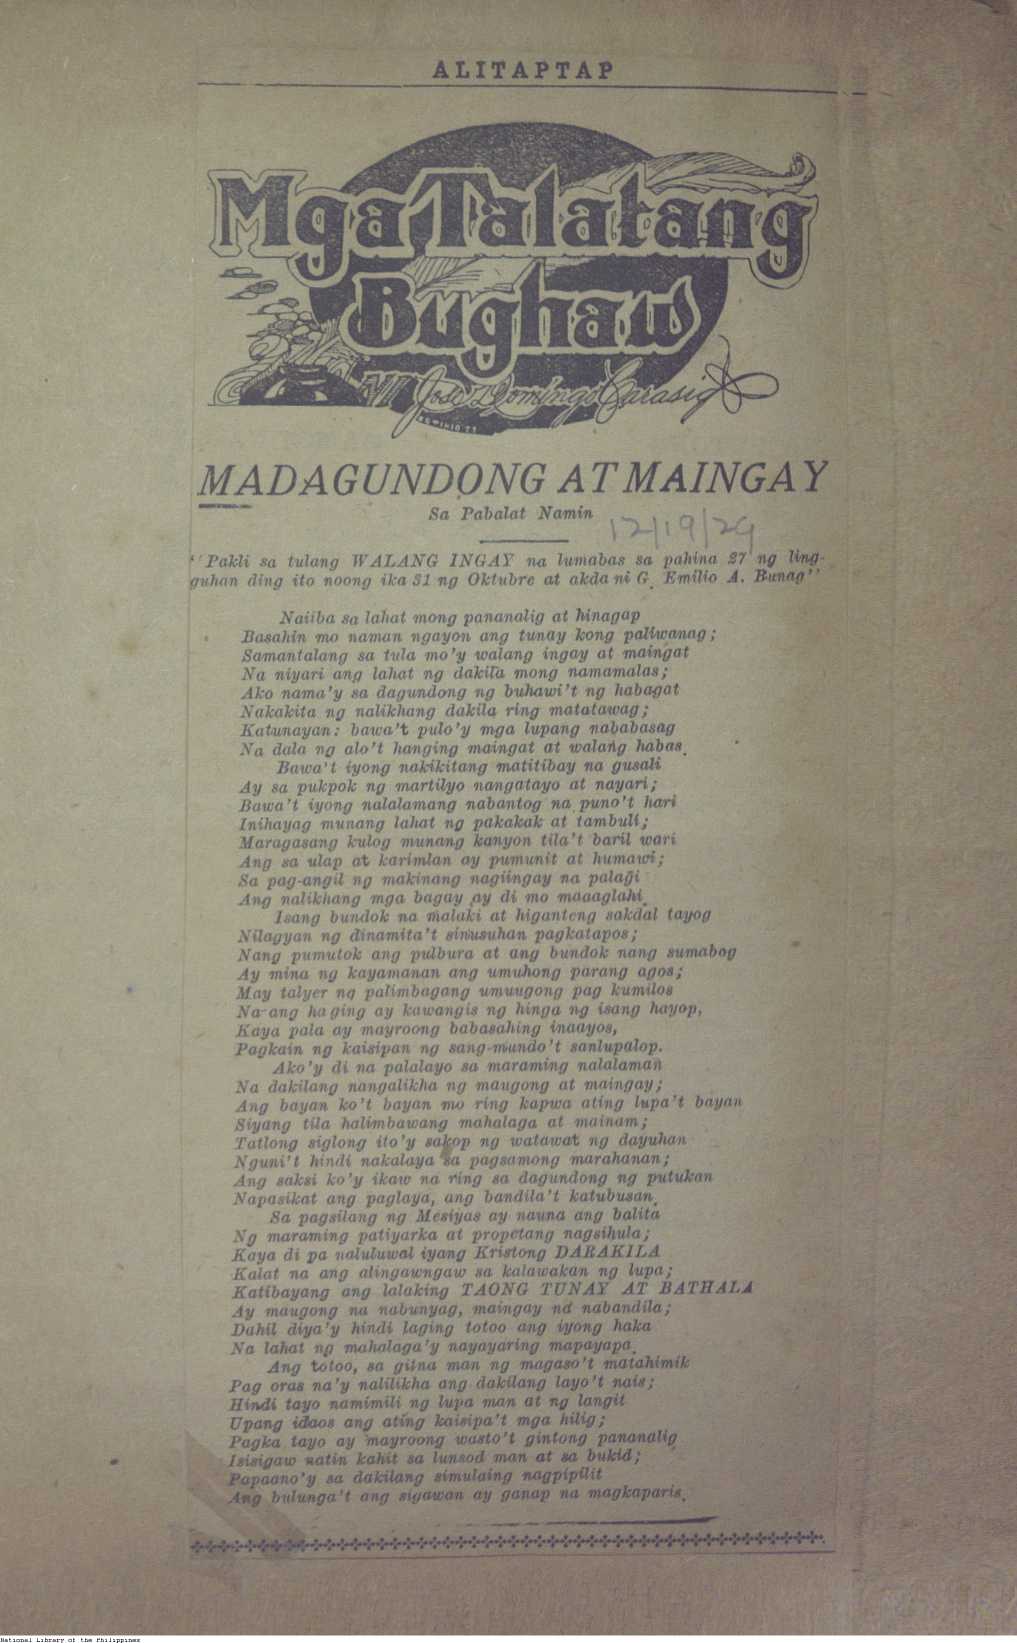 ALITAPTAP
Mga Talatang
Bughaw
ni Jose Domingo Carasig
MADAGUNDONG AT MAINGAY
Sa Pabalat Namin
12/19/29
"Pakli sa tulang WALANG INGAY na lumabas sa pahina 27 ng ling-
guhan ding ito noong ika 31 ng Oktubre at akda ni G. Emilio A. Bunag"
Naiiba sa lahat mong pananalig at hinagap
Basahin mo naman ngayon ang tunay kong paliwanag;
Samantalang sa tula mo'y walang ingay at maingat
Na niyari ang lahat ng dakila mong namamalas;
Ako nama'y sa dagundong ng buhawi't ng habagat
Nakakita ng nalikhang dakila ring matatawag;
Katunayan: bawa't pulo'y mga lupang nababasag
Na dala ng alo't hanging maingat at walang habas.
Bawa't iyong nakikitang matitibay na gusali
Ay sa pukpok ng martilyo nangatayo at nayari;
Bawa't iyong nalalamang nabantog na puno't hari
Inihayag munang lahat ng pakakak at tambuli;
Maragasang kulog munang kanyon tila't baril wari
Ang sa ulap at karimlan ay pumunit at humawi;
Sa pag-angil ng makinang nagiingay na palagi
Ang nalikhang mga bagay ay di mo maaaglahi.
Isang bundok na malaki at higanteng sakdal tayog
Nilagyan ng dinamita't sinusuhan pagkatapos;
Nang pumutok ang pulbura at ang bundok nang sumabog
Ay mina ng kayamanan ang umuhong parang agos;
May talyer ng palimbagang umuugong pag kumilos
Na ang haging ay kawangis ng hinga ng isang hayop,
Kaya pala ay mayroong babasahing inaayos,
Pagkain ng kaisipan ng sang-mundo't sanlupalop.
Ako'y di na palalayo sa maraming nalalaman
Na dakilang nangalikha ng maugong at maingay;
Ang bayan ko't bayan mo ring kapwa ating lupa't bayan
Siyang tila halimbawang mahalaga at mainam;
Tatlong siglong ito'y sakop ng watawat ng dayuhan
Nguni't hindi nakalaya sa pagsamong marahanan;
Ang saksi ko'y ikaw na ring sa dagundong ng putukan
Napasikat ang paglaya, ang bandila't katubusan.
Sa pagsilang ng Mesiyas ay nauna ang balita
Ng maraming patiyarka at propetang nagsihula;
Kaya di pa naluluwal iyang Kristong DARAKILA
Kalat na ang alingawngaw sa kalawakan ng lupa;
Katibayang ang lalaking TAONG TUNAY AT BATHALA
Ay maugong na nabunyag, maingay na nabandila;
Dahil diya'y hindi laging totoo ang iyong haka
Na lahat ng mahalaga'y nayayaring mapayapa.
Ang totoo, sa gitna man ng magaso't matahimik
Pag oras na'y nalilikha ang dakilang layo't nais;
Hindi tayo namimili ng lupa man at ng langit
Upang idaos ang ating kaisipa't mga hilig;
Pagka tayo ay mayroong wasto't gintong pananalig
Isisigaw natin kahit sa lunsod man at sa bukid;
Papaano'y sa dakilang simulaing nagpipilit
Ang bulunga't ang sigawan ay ganap na magkaparis.
National Library of the Philippines